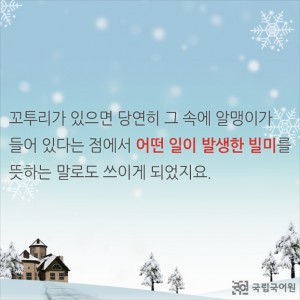 꼬투리가 있으면 당연히 그 속에 알맹이가
들어 있다는 점에서 어떤 일이 발생한 빌미를
뜻하는 말로도 쓰이게 되었지요.
국립국어원